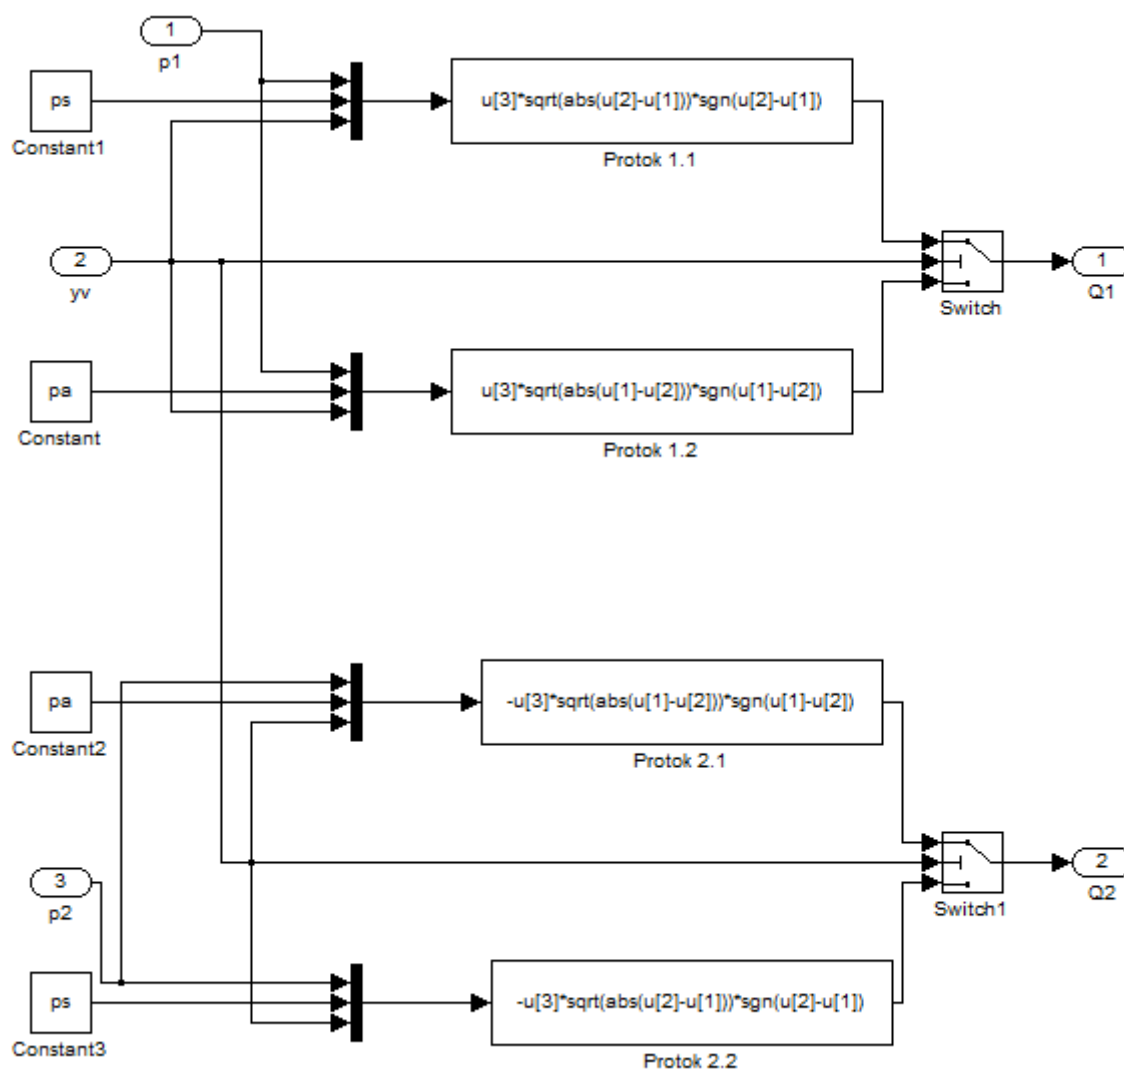 1
p1
ps
Constant1
u[3]*sqrt(abs(u[2]-u[1]))*sgn(u[2]-u[1])
Protok 1.1
2
yv
Switch
1
Q1
pa
Constant
u[3]*sqrt(abs(u[1]-u[2]))*sgn(u[1]-u[2])
Protok 1.2
pa
Constant2
-u[3]*sqrt(abs(u[1]-u[2]))*sgn(u[1]-u[2])
Protok 2.1
3
p2
Switch1
2
Q2
ps
Constant3
-u[3]*sqrt(abs(u[2]-u[1]))*sgn(u[2]-u[1])
Protok 2.2